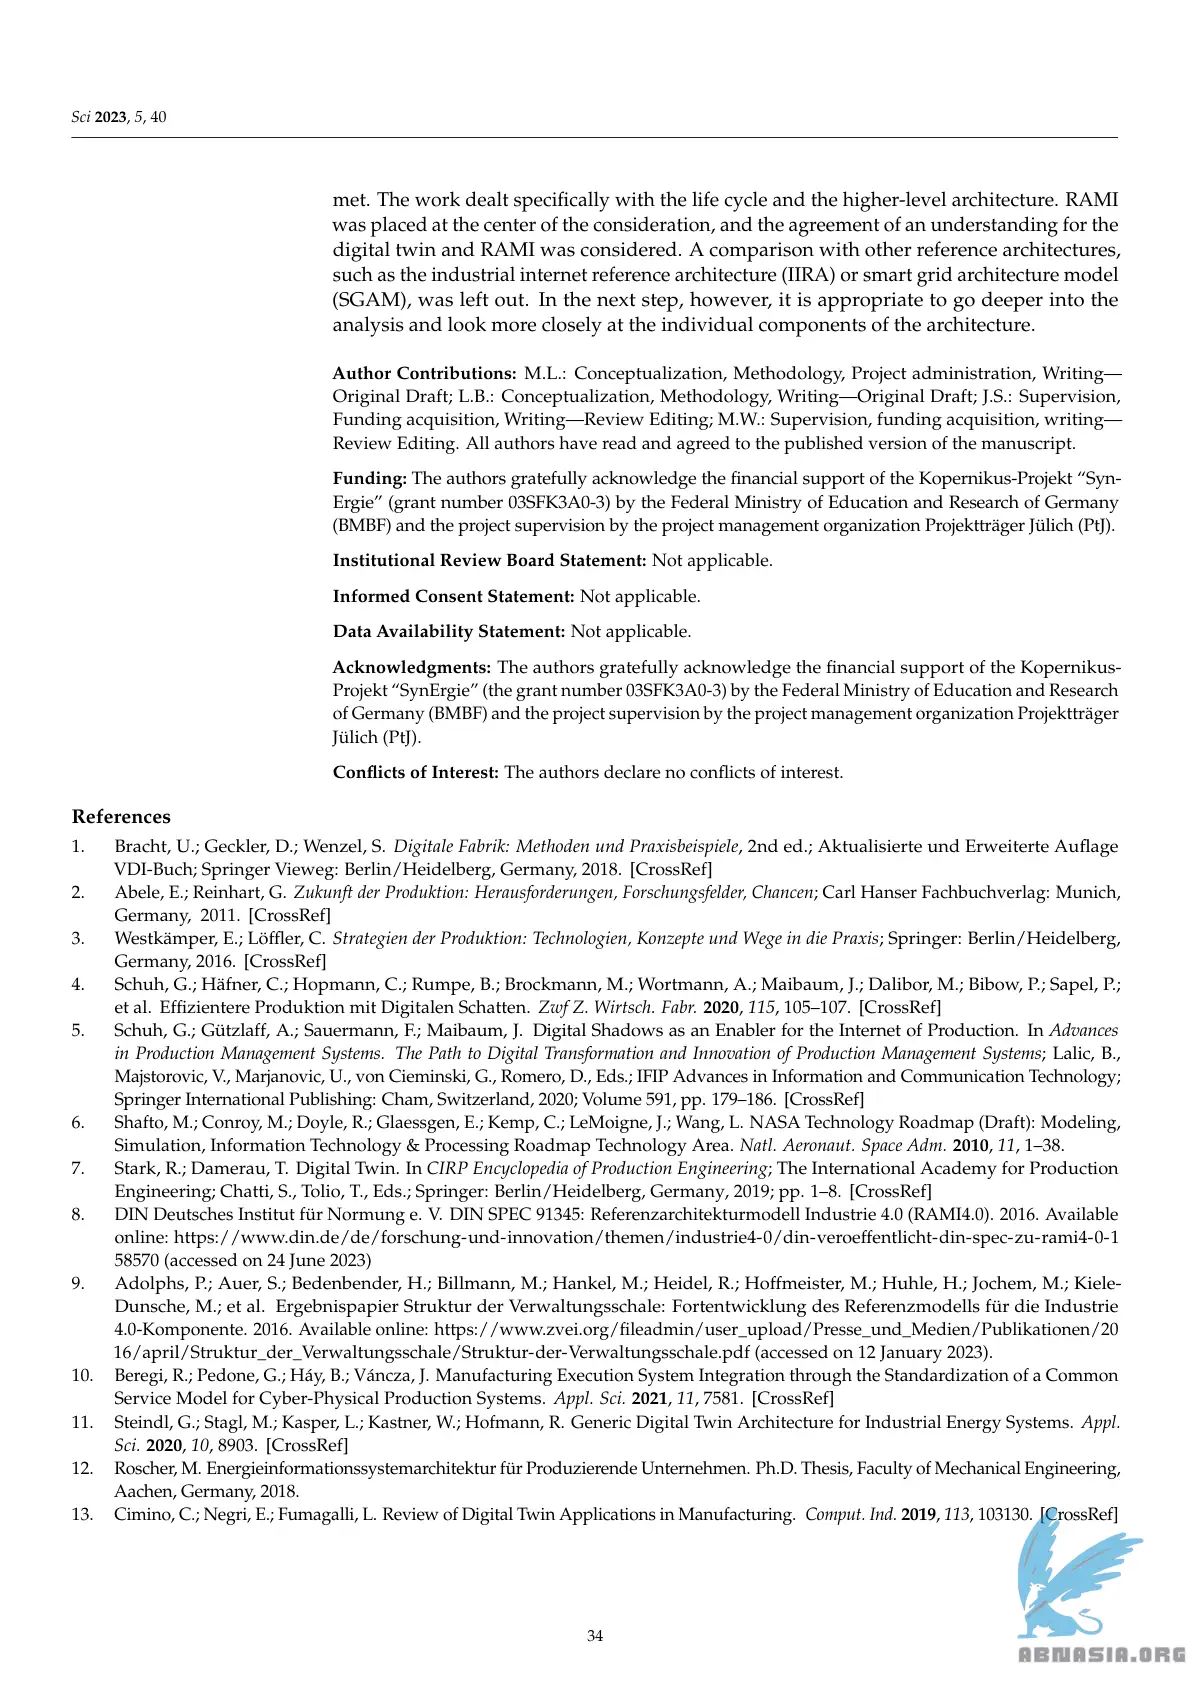 Sci 2023, 5, 40
met. The work dealt specifically with the life cycle and the higher-level architecture. RAMI
was placed at the center of the consideration, and the agreement of an understanding for the
digital twin and RAMI was considered. A comparison with other reference architectures,
such as the industrial internet reference architecture (IIRA) or smart grid architecture model
(SGAM), was left out. In the next step, however, it is appropriate to go deeper into the
analysis and look more closely at the individual components of the architecture.
Author Contributions: M.L.: Conceptualization, Methodology, Project administration, Writing—
Original Draft; L.B.: Conceptualization, Methodology, Writing—Original Draft; J.S.: Supervision,
Funding acquisition, Writing—Review Editing; M.W.: Supervision, funding acquisition, writing—
Review Editing. All authors have read and agreed to the published version of the manuscript.
Funding: The authors gratefully acknowledge the financial support of the Kopernikus-Projekt “Syn-
Ergie” (grant number 03SFK3A0-3) by the Federal Ministry of Education and Research of Germany
(BMBF) and the project supervision by the project management organization Projektträger Jülich (PtJ).
Institutional Review Board Statement: Not applicable.
Informed Consent Statement: Not applicable.
Data Availability Statement: Not applicable.
Acknowledgments: The authors gratefully acknowledge the financial support of the Kopernikus-
Projekt “SynErgie” (the grant number 03SFK3A0-3) by the Federal Ministry of Education and Research
of Germany (BMBF) and the project supervision by the project management organization Projektträger
Jülich (PtJ).
Conflicts of Interest: The authors declare no conflicts of interest.
References
1. Bracht, U.; Geckler, D.; Wenzel, S. Digitale Fabrik: Methoden und Praxisbeispiele, 2nd ed.; Aktualisierte und Erweiterte Auflage
VDI-Buch; Springer Vieweg: Berlin/Heidelberg, Germany, 2018. [CrossRef]
2. Abele, E.; Reinhart, G. Zukunft der Produktion: Herausforderungen, Forschungsfelder, Chancen; Carl Hanser Fachbuchverlag: Munich,
Germany, 2011. [CrossRef]
3. Westkämper, E.; Löffler, C. Strategien der Produktion: Technologien, Konzepte und Wege in die Praxis; Springer: Berlin/Heidelberg,
Germany, 2016. [CrossRef]
4. Schuh, G.; Häfner, C.; Hopmann, C.; Rumpe, B.; Brockmann, M.; Wortmann, A.; Maibaum, J.; Dalibor, M.; Bibow, P.; Sapel, P.;
et al. Effizientere Produktion mit Digitalen Schatten. Zwf Z. Wirtsch. Fabr. 2020, 115, 105–107. [CrossRef]
5. Schuh, G.; Gützlaff, A.; Sauermann, F.; Maibaum, J. Digital Shadows as an Enabler for the Internet of Production. In Advances
in Production Management Systems. The Path to Digital Transformation and Innovation of Production Management Systems; Lalic, B.,
Majstorovic, V., Marjanovic, U., von Cieminski, G., Romero, D., Eds.; IFIP Advances in Information and Communication Technology;
Springer International Publishing: Cham, Switzerland, 2020; Volume 591, pp. 179–186. [CrossRef]
6. Shafto, M.; Conroy, M.; Doyle, R.; Glaessgen, E.; Kemp, C.; LeMoigne, J.; Wang, L. NASA Technology Roadmap (Draft): Modeling,
Simulation, Information Technology & Processing Roadmap Technology Area. Natl. Aeronaut. Space Adm. 2010, 11, 1–38.
7. Stark, R.; Damerau, T. Digital Twin. In CIRP Encyclopedia of Production Engineering; The International Academy for Production
Engineering; Chatti, S., Tolio, T., Eds.; Springer: Berlin/Heidelberg, Germany, 2019; pp. 1–8. [CrossRef]
8. DIN Deutsches Institut für Normung e. V. DIN SPEC 91345: Referenzarchitekturmodell Industrie 4.0 (RAMI4.0). 2016. Available
online: https://www.din.de/de/forschung-und-innovation/themen/industrie4-0/din-veroeffentlicht-din-spec-zu-rami4-0-1
58570 (accessed on 24 June 2023)
9. Adolphs, P.; Auer, S.; Bedenbender, H.; Billmann, M.; Hankel, M.; Heidel, R.; Hoffmeister, M.; Huhle, H.; Jochem, M.; Kiele-
Dunsche, M.; et al. Ergebnispapier Struktur der Verwaltungsschale: Fortentwicklung des Referenzmodells für die Industrie
4.0-Komponente. 2016. Available online: https://www.zvei.org/fileadmin/user_upload/Presse_und_Medien/Publikationen/20
16/april/Struktur_der_Verwaltungsschale/Struktur-der-Verwaltungsschale.pdf (accessed on 12 January 2023).
10. Beregi, R.; Pedone, G.; Háy, B.; Váncza, J. Manufacturing Execution System Integration through the Standardization of a Common
Service Model for Cyber-Physical Production Systems. Appl. Sci. 2021, 11, 7581. [CrossRef]
11. Steindl, G.; Stagl, M.; Kasper, L.; Kastner, W.; Hofmann, R. Generic Digital Twin Architecture for Industrial Energy Systems. Appl.
Sci. 2020, 10, 8903. [CrossRef]
12. Roscher, M. Energieinformationssystemarchitektur für Produzierende Unternehmen. Ph.D. Thesis, Faculty of Mechanical Engineering,
Aachen, Germany, 2018.
13. Cimino, C.; Negri, E.; Fumagalli, L. Review of Digital Twin Applications in Manufacturing. Comput. Ind. 2019, 113, 103130. [CrossRef]
34
ABNASIA.ORG